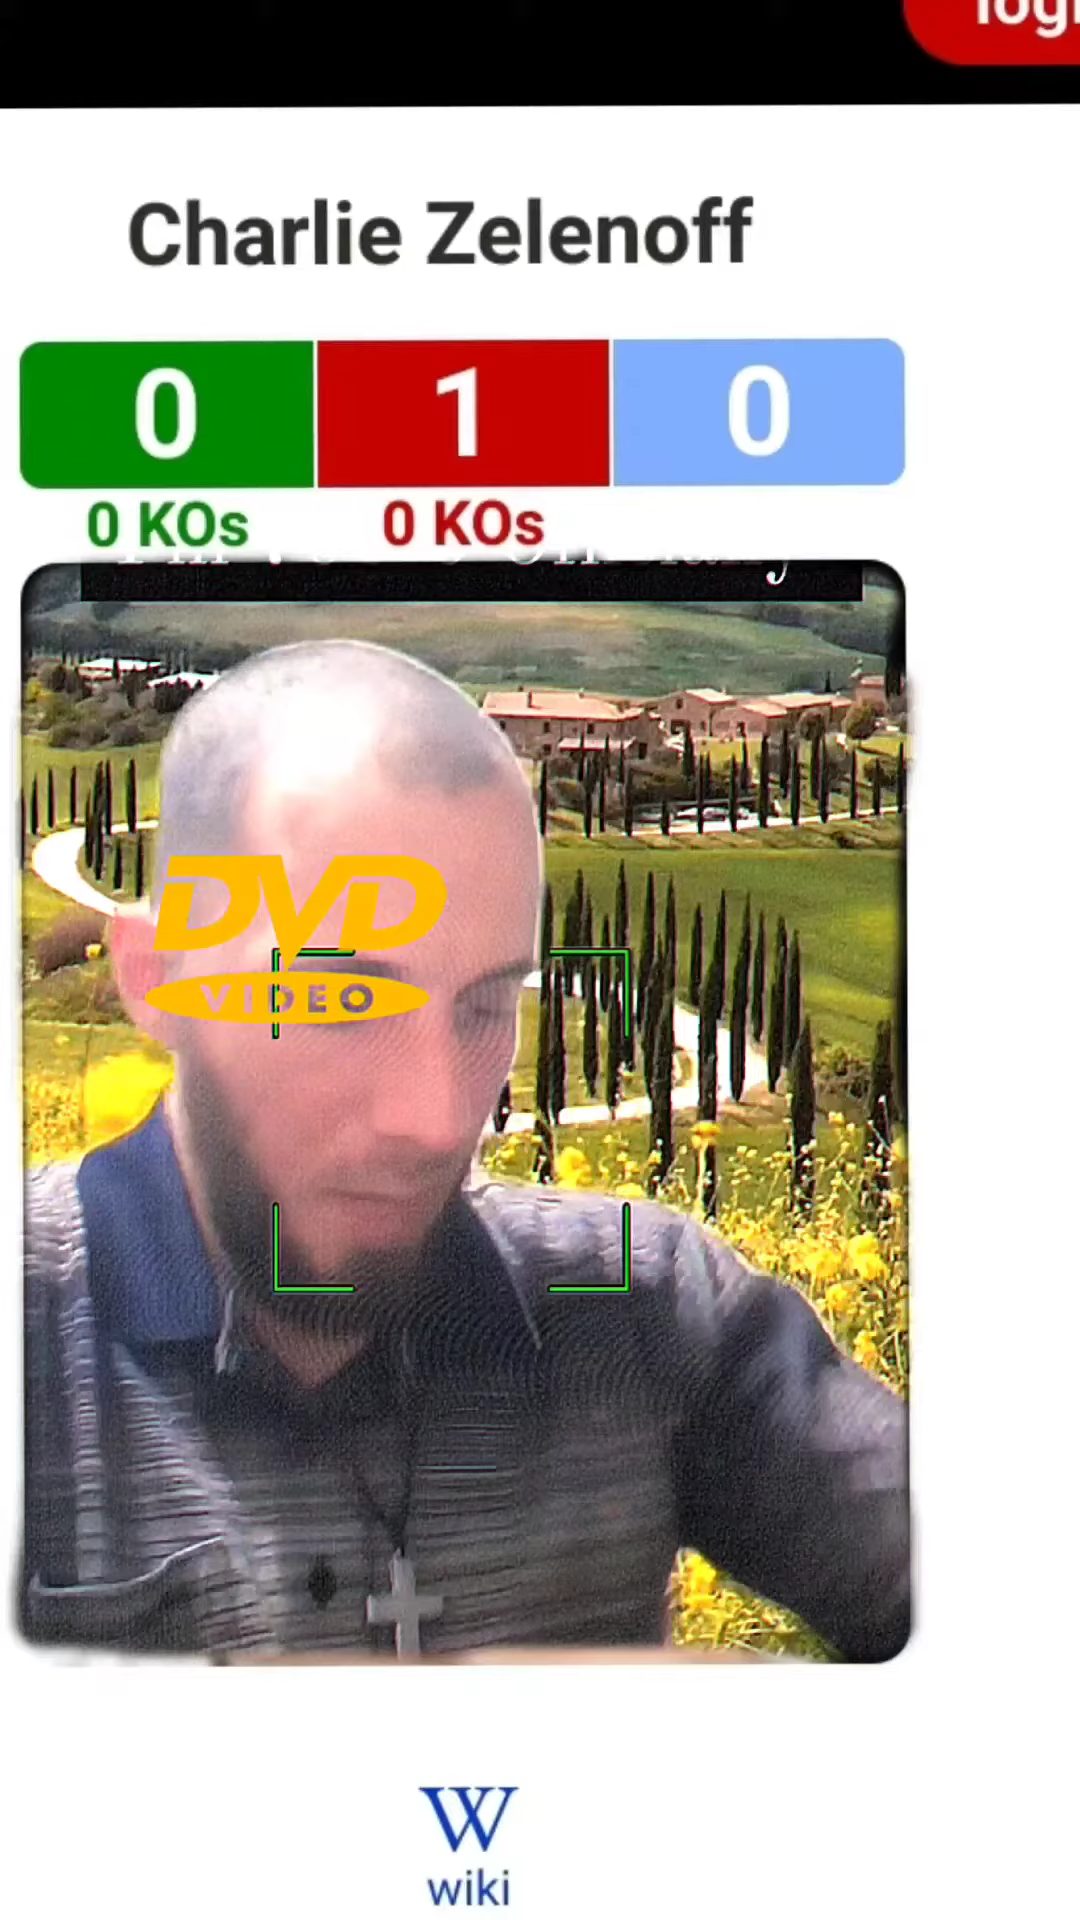 Charlie Zelenoff
0 1 0
0 KOs 0 KOs
DVD
VIDEO
W
wiki